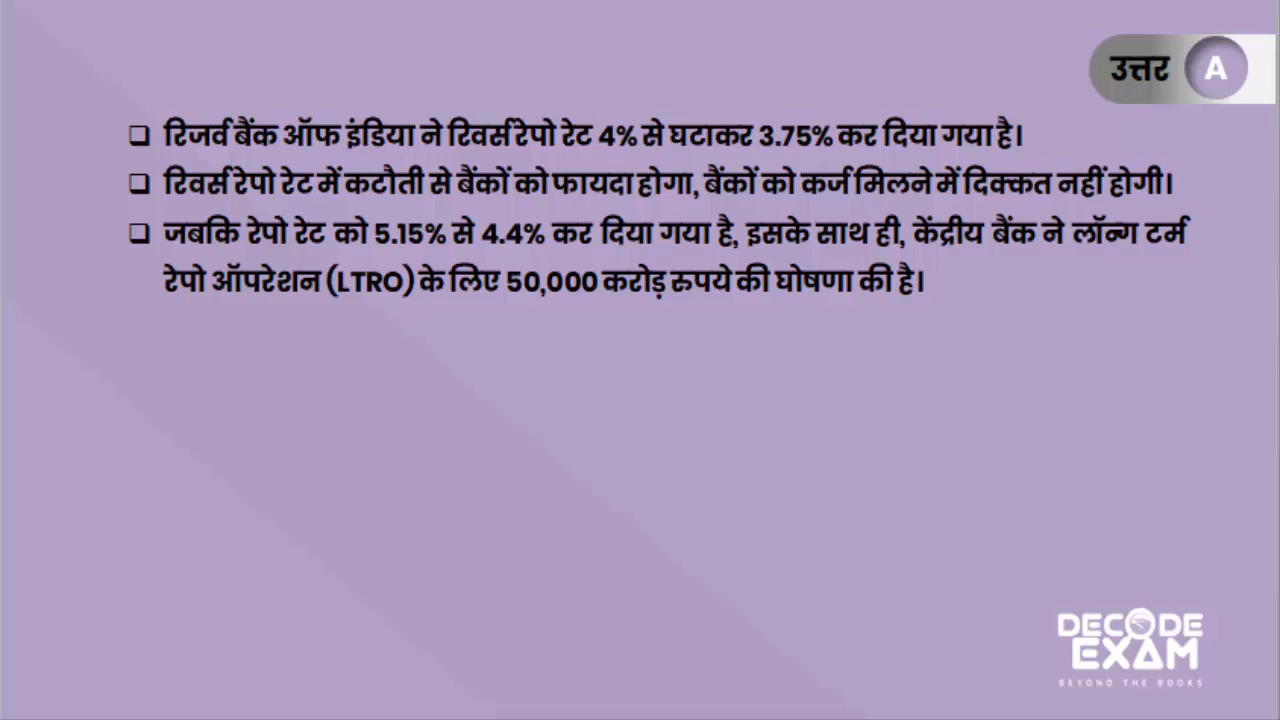 उत्तर A
❑ रिजर्व बैंक ऑफ इंडिया ने रिवर्स रेपो रेट 4% से घटाकर 3.75% कर दिया गया है।
❑ रिवर्स रेपो रेट में कटौती से बैंकों को फायदा होगा, बैंकों को कर्ज मिलने में दिक्कत नहीं होगी।
❑ जबकि रेपो रेट को 5.15% से 4.4% कर दिया गया है, इसके साथ ही, केंद्रीय बैंक ने लॉन्ग टर्म
रेपो ऑपरेशन (LTRO) के लिए 50,000 करोड़ रुपये की घोषणा की है।
DECODE
EXAM
BEYOND THE BOOKS